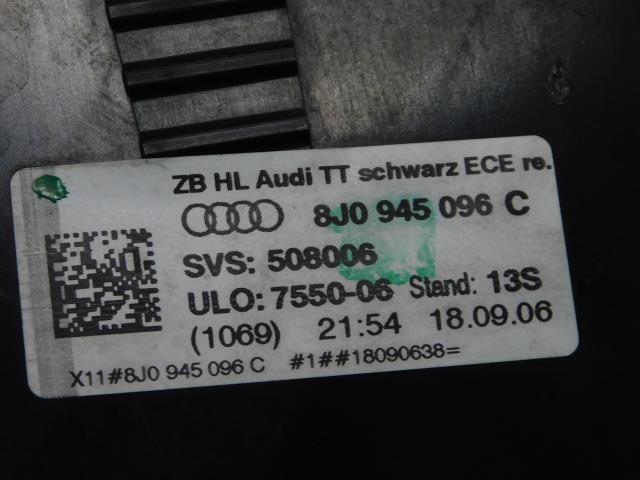 ZB HL Audi TT schwarz ECE re.
8J0 945 096 C
SVS: 508006
ULO: 7550-06 Stand: 13S
(1069) 21:54 18.09.06
X11#8J0 945 096 C #1##18090638=